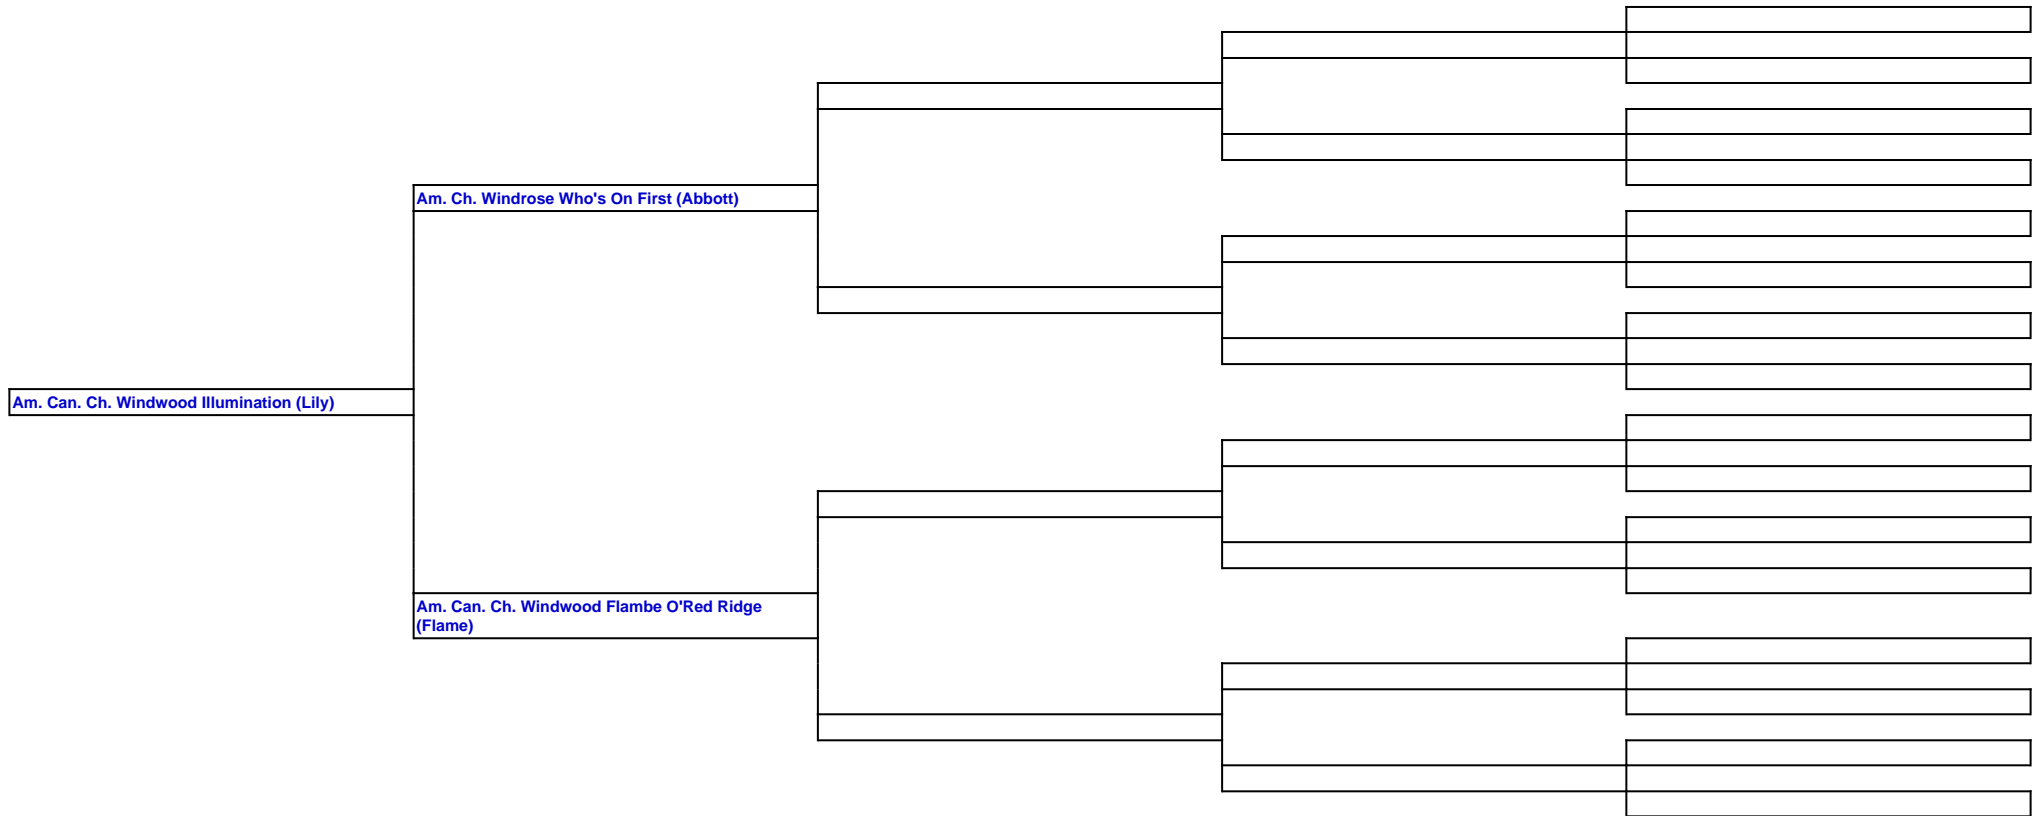 Am. Ch. Windrose Who's On First (Abbott)
Am. Can. Ch. Windwood Illumination (Lily)
Am. Can. Ch. Windwood Flambe O'Red Ridge
(Flame)